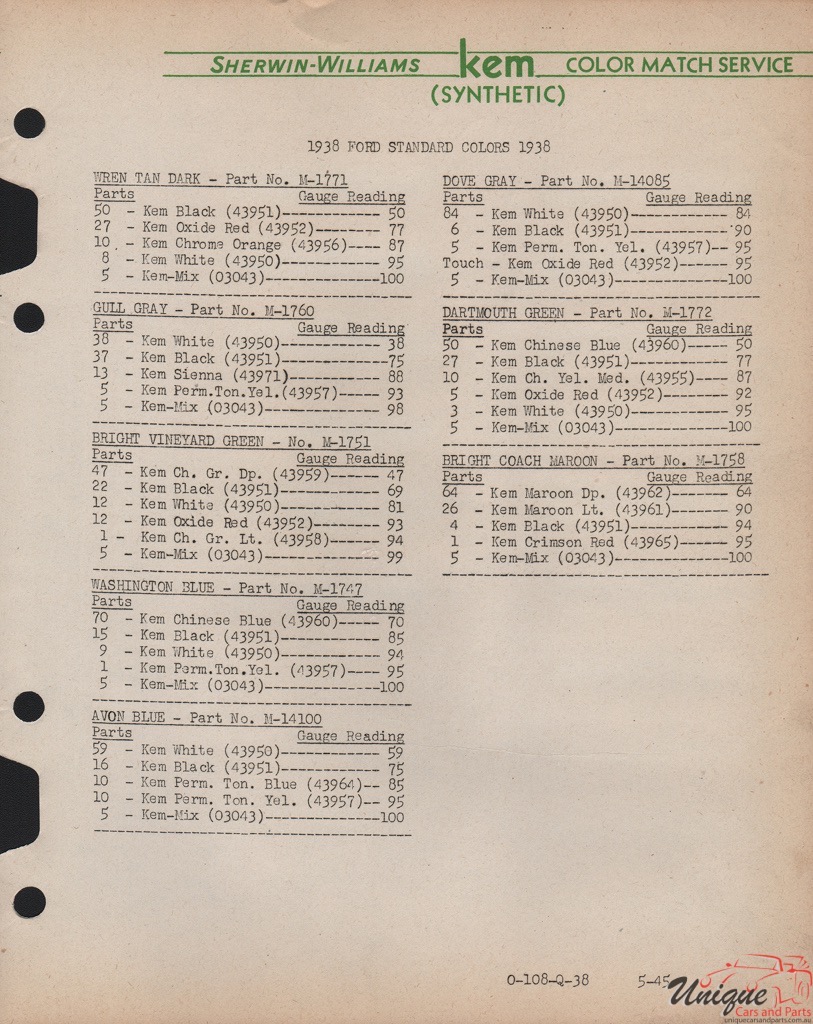 SHERWIN-WILLIAMS kem COLOR MATCH SERVICE
(SYNTHETIC)
1938 FORD STANDARD COLORS 1938
WREN TAN DARK - Part No. M-1771
Parts Gauge Reading
50 - Kem Black (43951)------------ 50
27 - Kem Oxide Red (43952)-------- 77
10 - Kem Chrome Orange (43956)---- 87
8 - Kem White (43950)------------ 95
5 - Kem-Mix (03043)--------------100
GULL GRAY - Part No. M-1760
Parts Gauge Reading
38 - Kem White (43950)------------ 38
37 - Kem Black (43951)-------------75
13 - Kem Sienna (43971)----------- 88
5 - Kem Perm.Ton.Yel.(43957)----- 93
5 - Kem-Mix (03043)-------------- 98
BRIGHT VINEYARD GREEN - No. M-1751
Parts Gauge Reading
47 - Kem Ch. Gr. Dp. (43959)------ 47
22 - Kem Black (43951)------------ 69
12 - Kem White (43950)------------ 81
12 - Kem Oxide Red (43952)-------- 93
1 - Kem Ch. Gr. Lt. (43958)------ 94
5 - Kem-Mix (03043)-------------- 99
WASHINGTON BLUE - Part No. M-1747
Parts Gauge Reading
70 - Kem Chinese Blue (43960)----- 70
15 - Kem Black (43951)------------ 85
9 - Kem White (43950)------------ 94
1 - Kem Perm.Ton.Yel. (43957)---- 95
5 - Kem-Mix (03043)--------------100
AVON BLUE - Part No. M-14100
Parts Gauge Reading
59 - Kem White (43950)------------ 59
16 - Kem Black (43951)------------ 75
10 - Kem Perm. Ton. Blue (43964)-- 85
10 - Kem Perm. Ton. Yel. (43957)-- 95
5 - Kem-Mix (03043)--------------100
DOVE GRAY - Part No. M-14085
Parts Gauge Reading
84 - Kem White (43950)------------ 84
6 - Kem Black (43951)------------ 90
5 - Kem Perm. Ton. Yel. (43957)-- 95
Touch - Kem Oxide Red (43952)------ 95
5 - Kem-Mix (03043)--------------100
DARTMOUTH GREEN - Part No. M-1772
Parts Gauge Reading
50 - Kem Chinese Blue (43960)----- 50
27 - Kem Black (43951)------------ 77
10 - Kem Ch. Yel. Med. (43955)---- 87
5 - Kem Oxide Red (43952)-------- 92
3 - Kem White (43950)------------ 95
5 - Kem-Mix (03043)--------------100
BRIGHT COACH MAROON - Part No. M-1758
Parts Gauge Reading
64 - Kem Maroon Dp. (43962)------- 64
26 - Kem Maroon Lt. (43961)------- 90
4 - Kem Black (43951)------------ 94
1 - Kem Crimson Red (43965)------ 95
5 - Kem-Mix (03043)--------------100
O-108-Q-38 5-45
Unique Cars and Parts
uniquecarsandparts.com.au